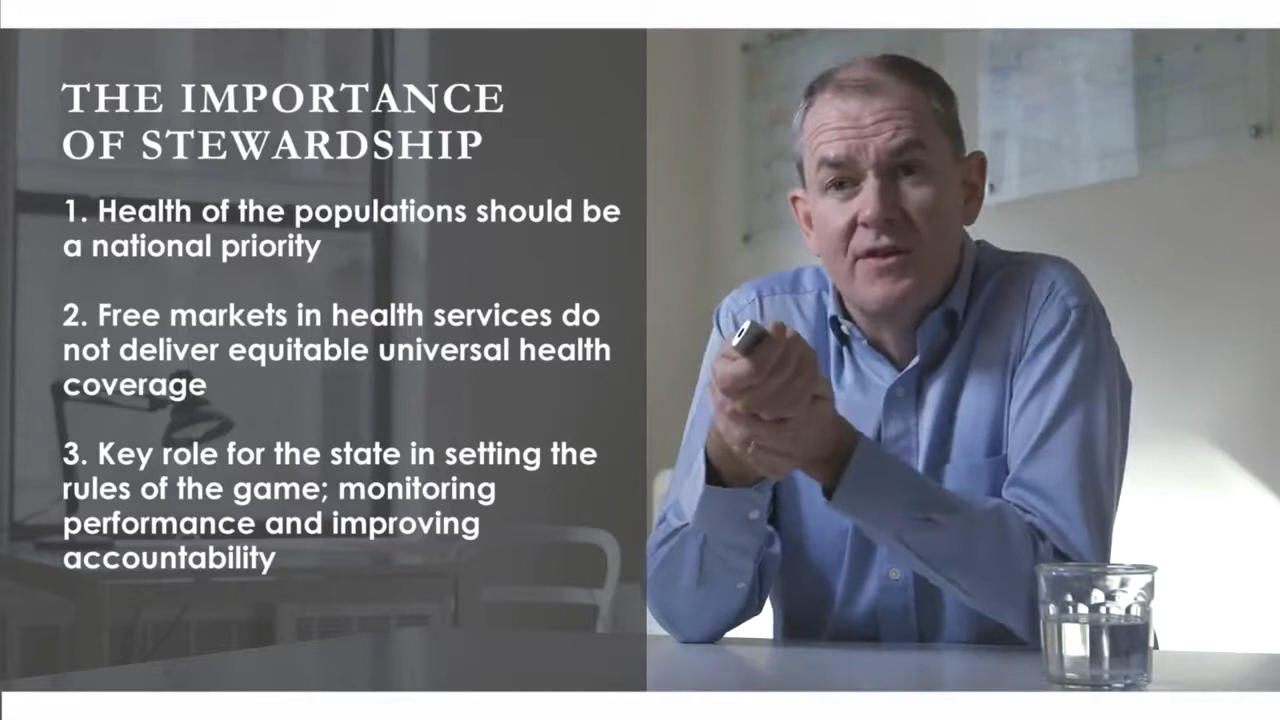 THE IMPORTANCE
OF STEWARDSHIP
1. Health of the populations should be
a national priority
2. Free markets in health services do
not deliver equitable universal health
coverage
3. Key role for the state in setting the
rules of the game; monitoring
performance and improving
accountability